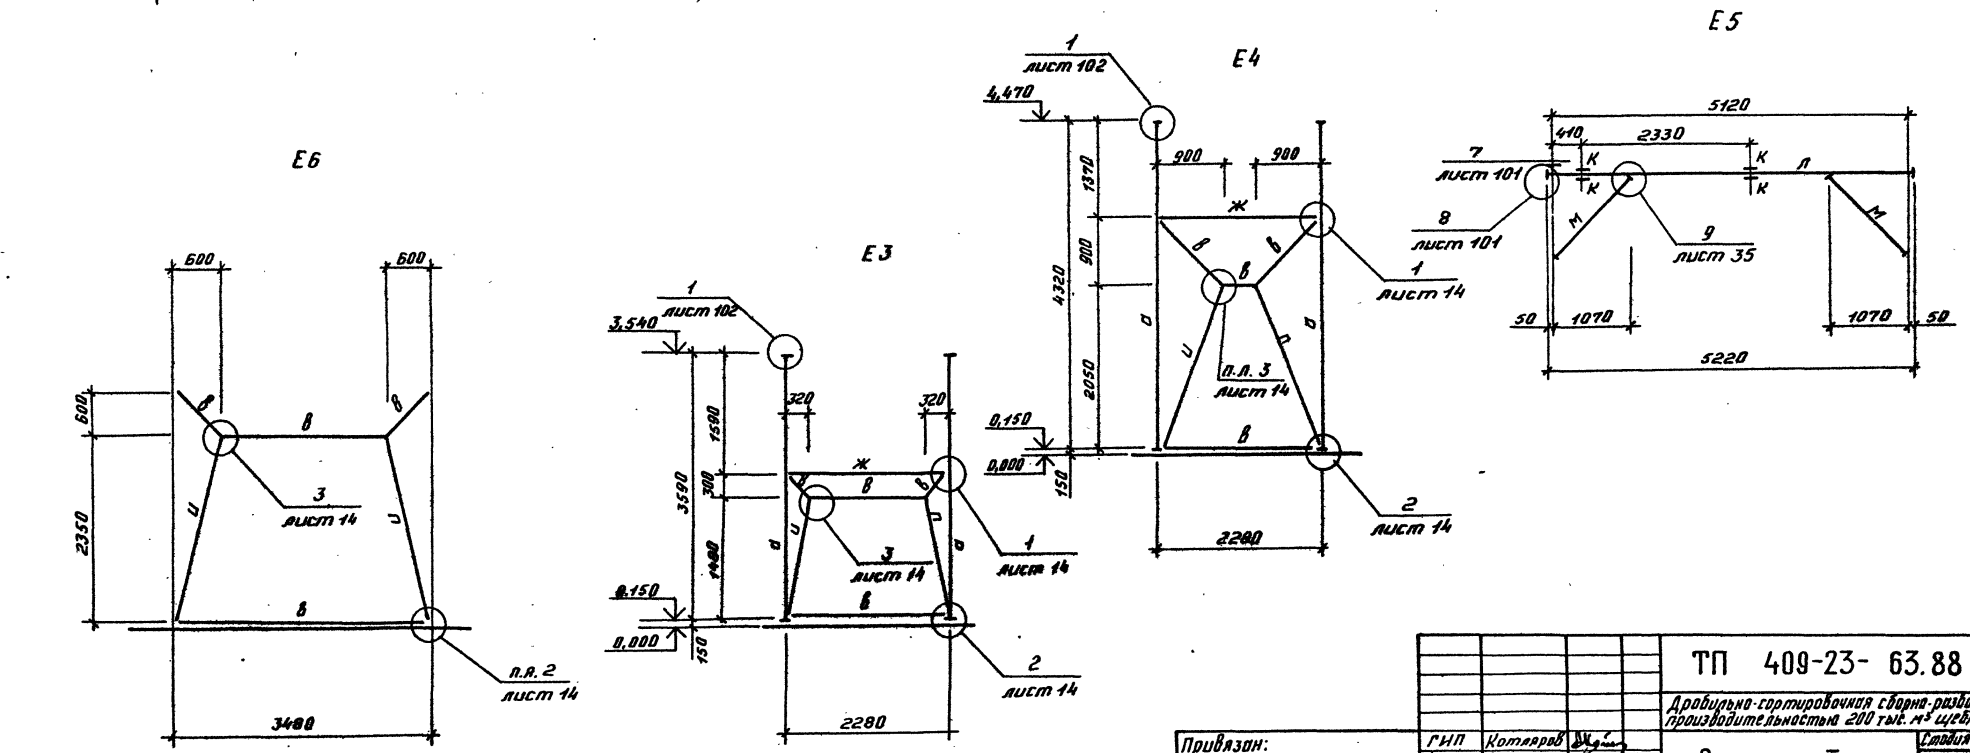 Е6
600
600
в
в
в
600
2350
и
и
3
лист 14
в
п.л. 2
лист 14
3480
Е3
1
лист 102
3,540
320
320
1590
300
3590
1480
ж
в
в
в
и
и
d
d
3
лист 14
1
лист 14
0.150
в
0,000
150
2
лист 14
2280
Е4
1
лист 102
4,470
900
900
1370
900
4320
2050
ж
в
в
в
d
d
и
п
1
лист 14
п.л. 3
лист 14
0,150
0,000
150
в
2
лист 14
2280
Е5
5120
410
2330
7
лист 101
К
К
К
К
л
8
лист 101
м
м
9
лист 35
50
1070
1070
50
5220
ТП 409-23- 63.88
Дробильно-сортировочная сборно-разбо
производительностью 200 тыс. м³ щеб
Привязан:
ГИП Котляров
Стадия